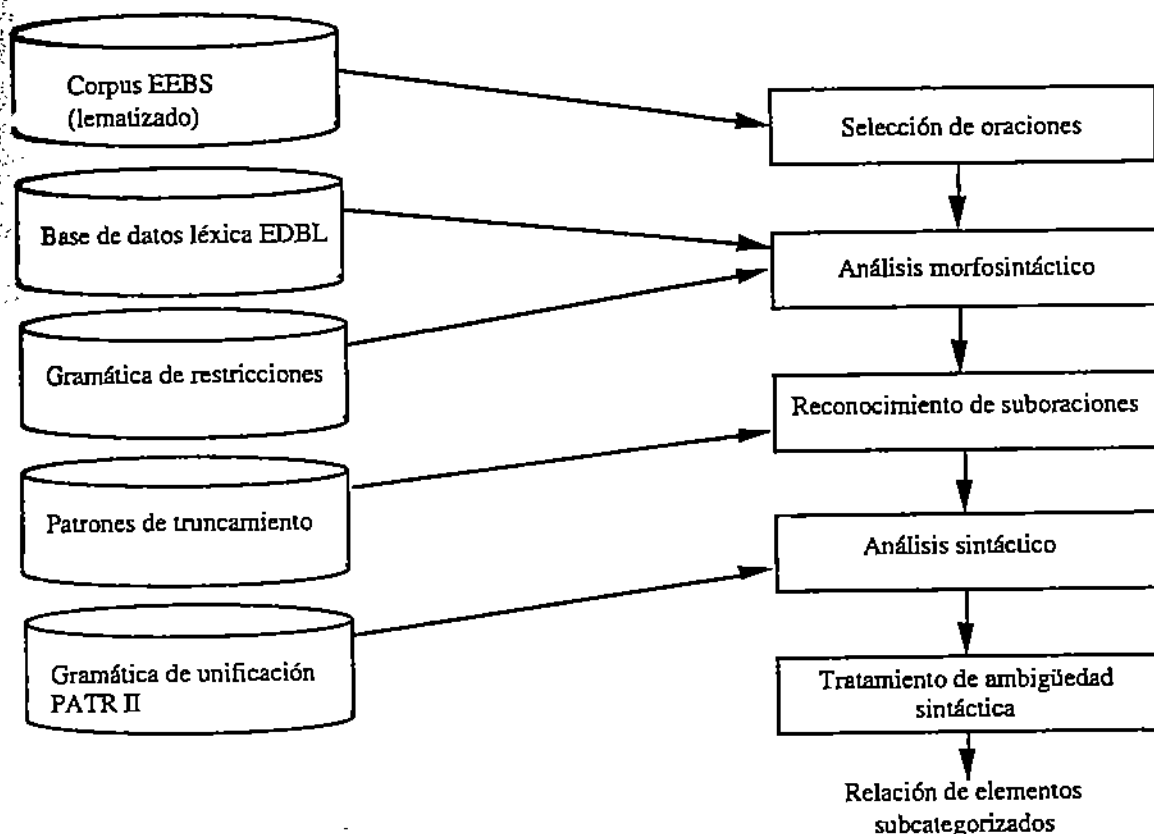 Corpus EEBS
(lematizado)
Selección de oraciones
Base de datos léxica EDBL
Análisis morfosintáctico
Gramática de restricciones
Reconocimiento de suboraciones
Patrones de truncamiento
Análisis sintáctico
Gramática de unificación
PATR II
Tratamiento de ambigüedad
sintáctica
Relación de elementos
subcategorizados